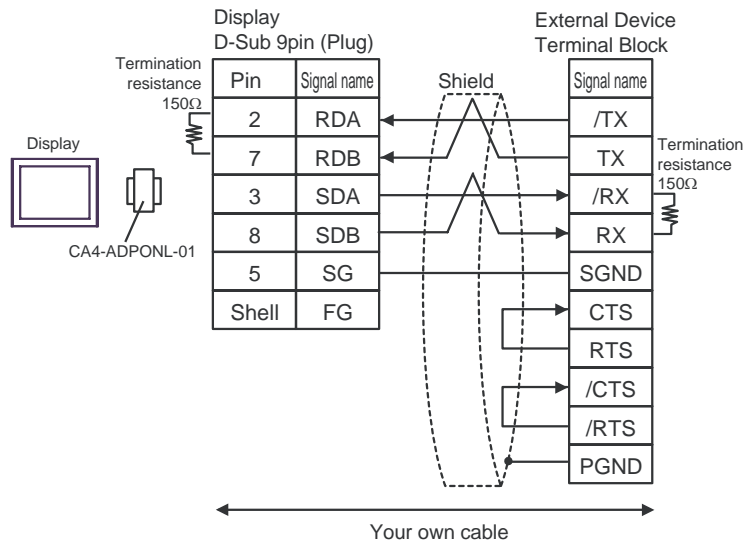 Display
D-Sub 9pin (Plug)
External Device
Terminal Block
Termination
resistance
150Ω
Pin Signal name
Shield
Signal name
2 RDA
/TX
7 RDB
TX
3 SDA
/RX
8 SDB
RX
5 SG
SGND
Shell FG
CTS
RTS
/CTS
/RTS
PGND
Termination
resistance
150Ω
Display
CA4-ADPONL-01
Your own cable